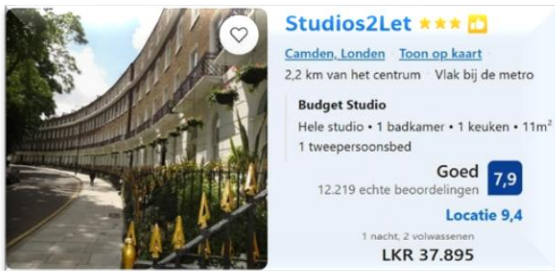 Studios2Let
Camden, Londen Toon op kaart
2,2 km van het centrum Vlak bij de metro
Budget Studio
Hele studio • 1 badkamer • 1 keuken • 11m²
1 tweepersoonsbed
Goed 7,9
12.219 echte beoordelingen
Locatie 9,4
1 nacht, 2 volwassenen
LKR 37.895